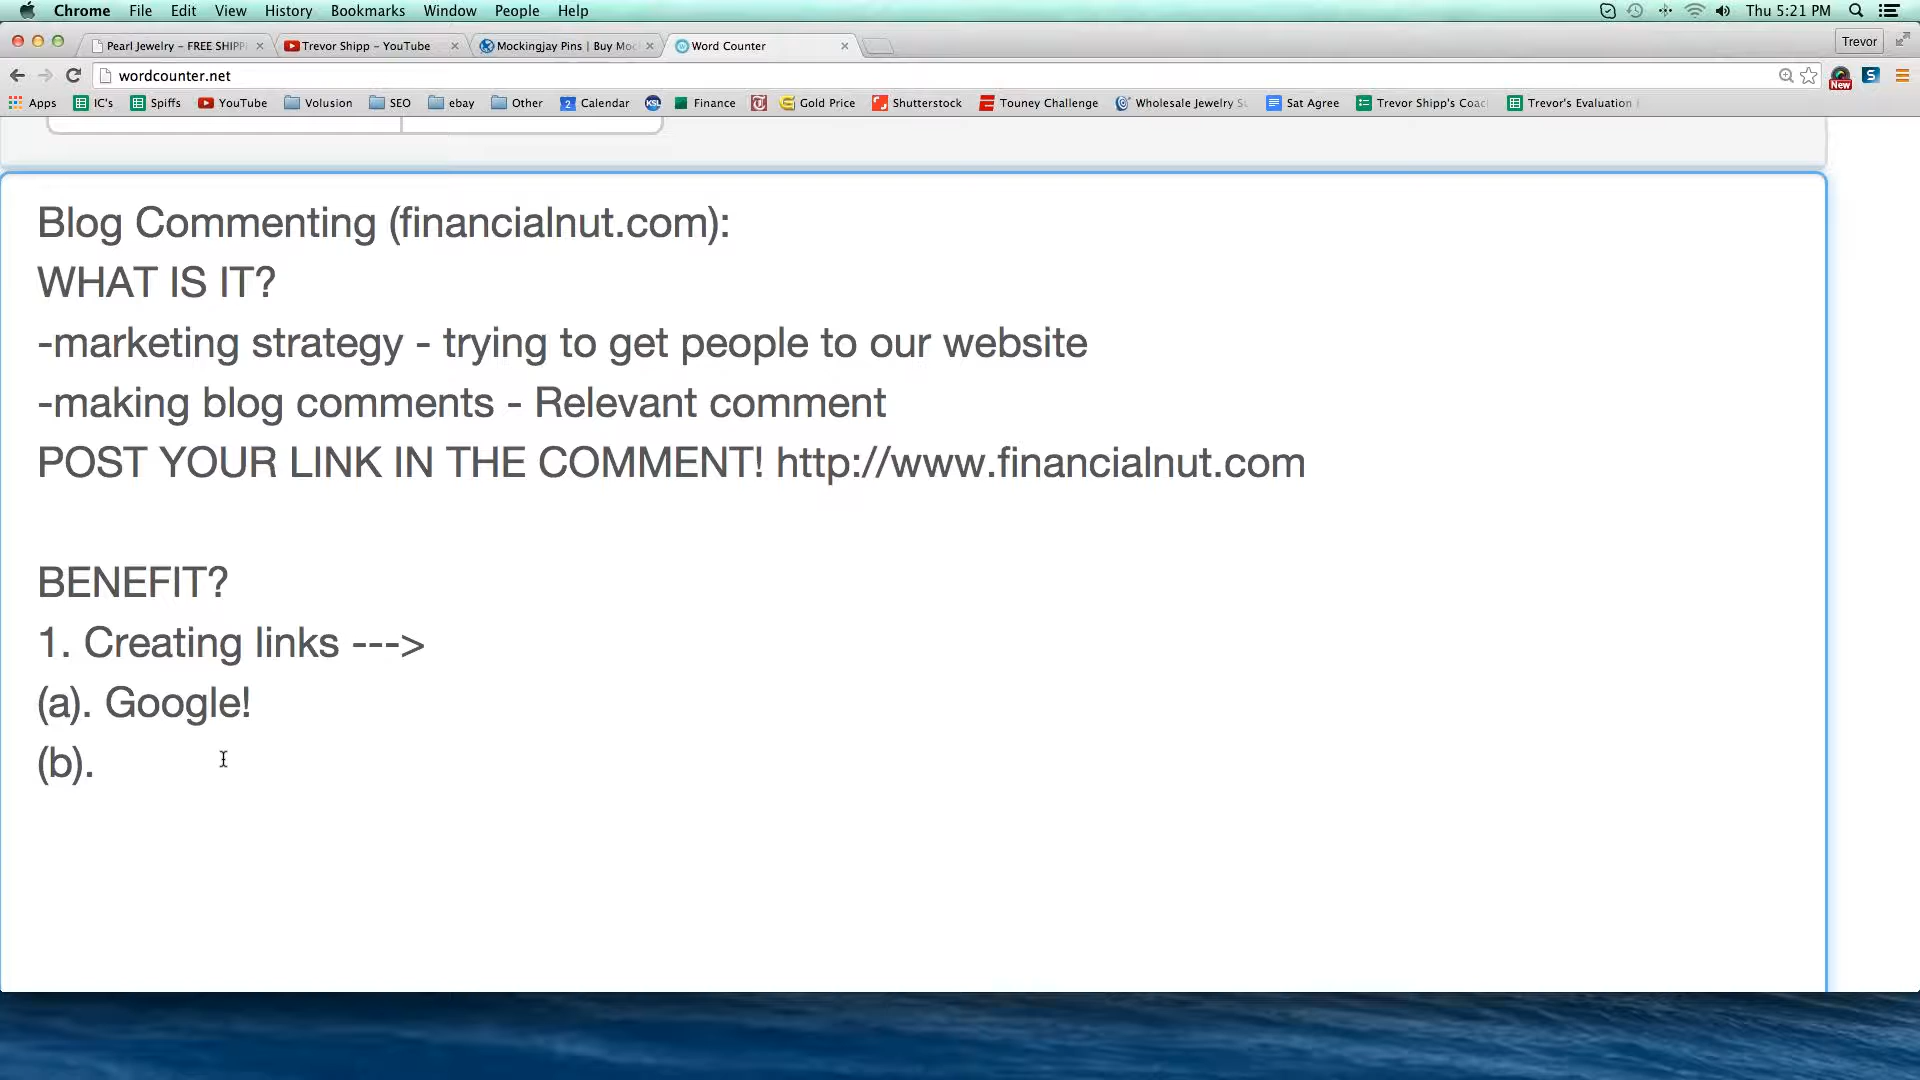 Chrome File Edit View History Bookmarks Window People Help Thu 5:21 PM
Pearl Jewelry – FREE SHIPP Trevor Shipp – YouTube Mockingjay Pins | Buy Moc Word Counter Trevor
wordcounter.net
Apps IC's Spiffs YouTube Volusion SEO ebay Other 2 Calendar KSL Finance Gold Price Shutterstock Touney Challenge Wholesale Jewelry Su Sat Agree Trevor Shipp's Coac Trevor's Evaluation New
Blog Commenting (financialnut.com):
WHAT IS IT?
-marketing strategy - trying to get people to our website
-making blog comments - Relevant comment
POST YOUR LINK IN THE COMMENT! http://www.financialnut.com
BENEFIT?
1. Creating links --->
(a). Google!
(b).